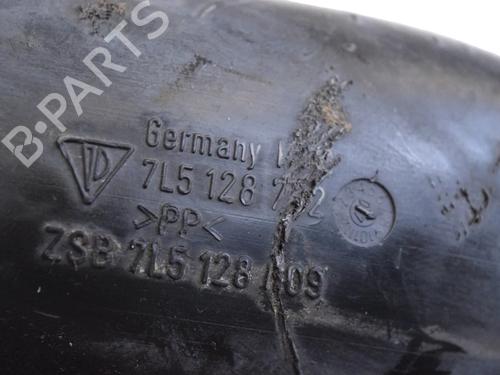 B-PARTS
Germany
7L5 128
>PP<
ZSB 7L5 128